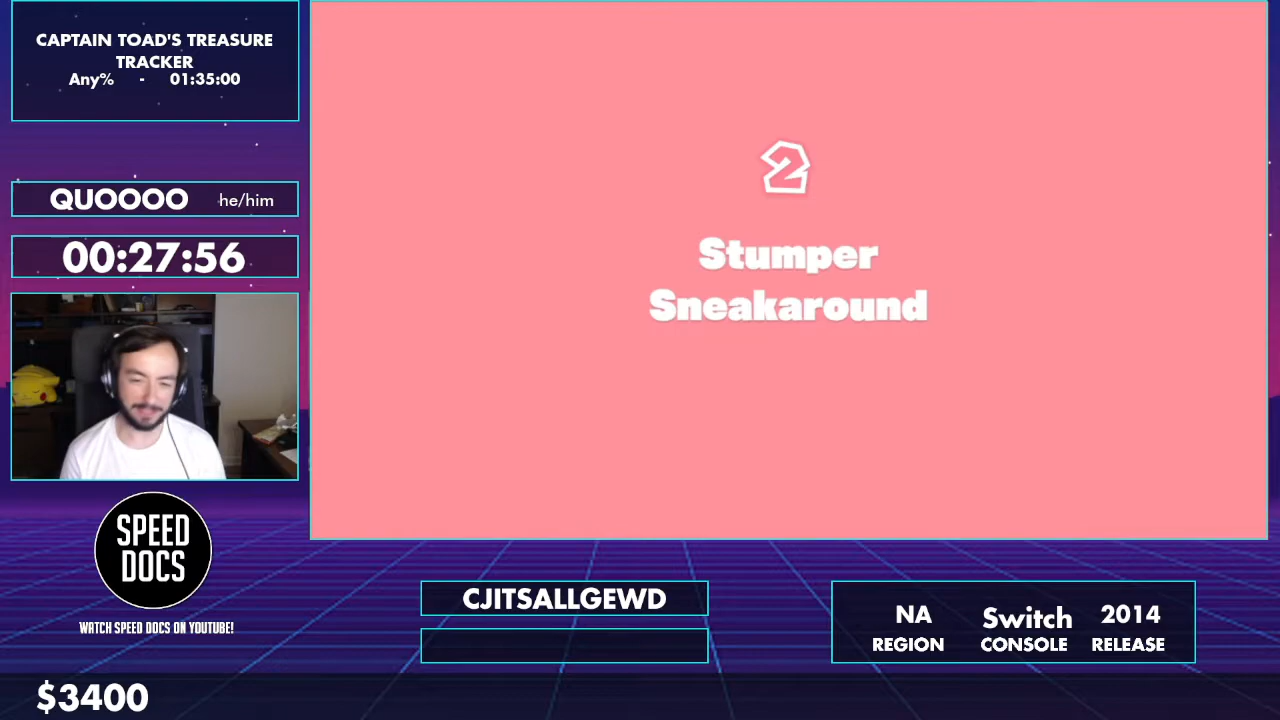 CAPTAIN TOAD'S TREASURE
TRACKER
Any% - 01:35:00
QUOOOO he/him
00:27:56
2
Stumper
Sneakaround
SPEED
DOCS
WATCH SPEED DOCS ON YOUTUBE!
CJITSALLGEWD
NA Switch 2014
REGION CONSOLE RELEASE
$3400